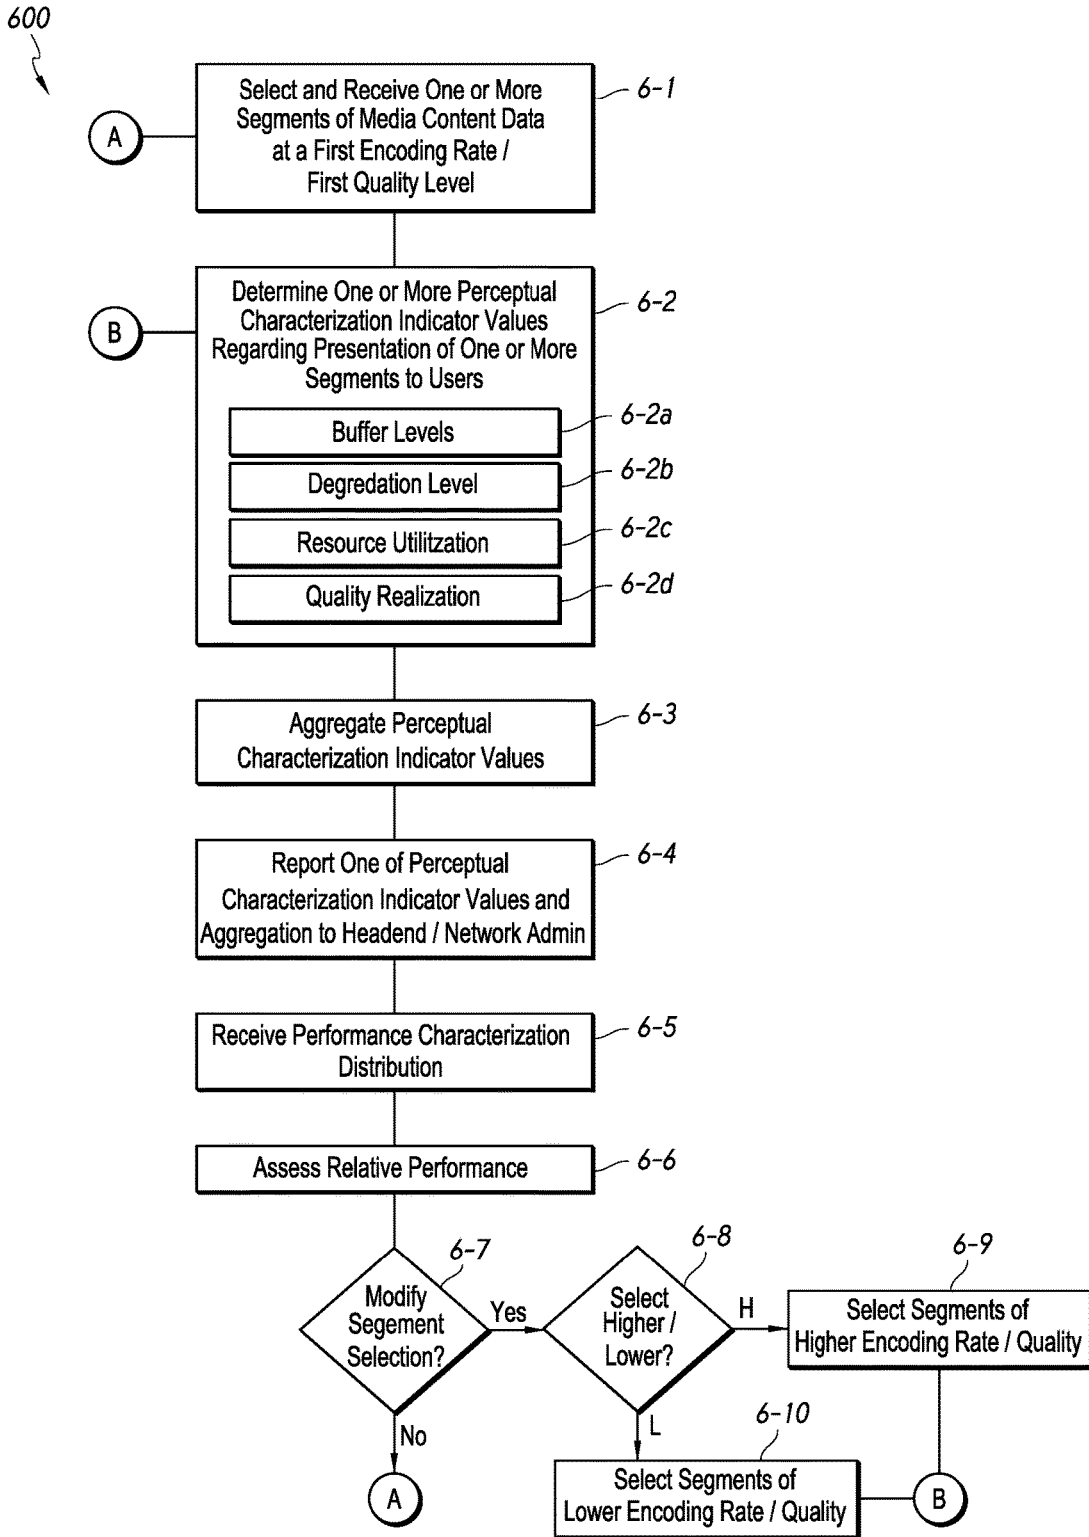 600
A
Select and Receive One or More
Segments of Media Content Data
at a First Encoding Rate /
First Quality Level
6-1
B
Determine One or More Perceptual
Characterization Indicator Values
Regarding Presentation of One or More
Segments to Users
6-2
Buffer Levels
6-2a
Degredation Level
6-2b
Resource Utilitzation
6-2c
Quality Realization
6-2d
Aggregate Perceptual
Characterization Indicator Values
6-3
Report One of Perceptual
Characterization Indicator Values and
Aggregation to Headend / Network Admin
6-4
Receive Performance Characterization
Distribution
6-5
Assess Relative Performance
6-6
Modify
Segement
Selection?
6-7
Yes
No
A
Select
Higher /
Lower?
6-8
H
L
Select Segments of
Higher Encoding Rate / Quality
6-9
Select Segments of
Lower Encoding Rate / Quality
6-10
B